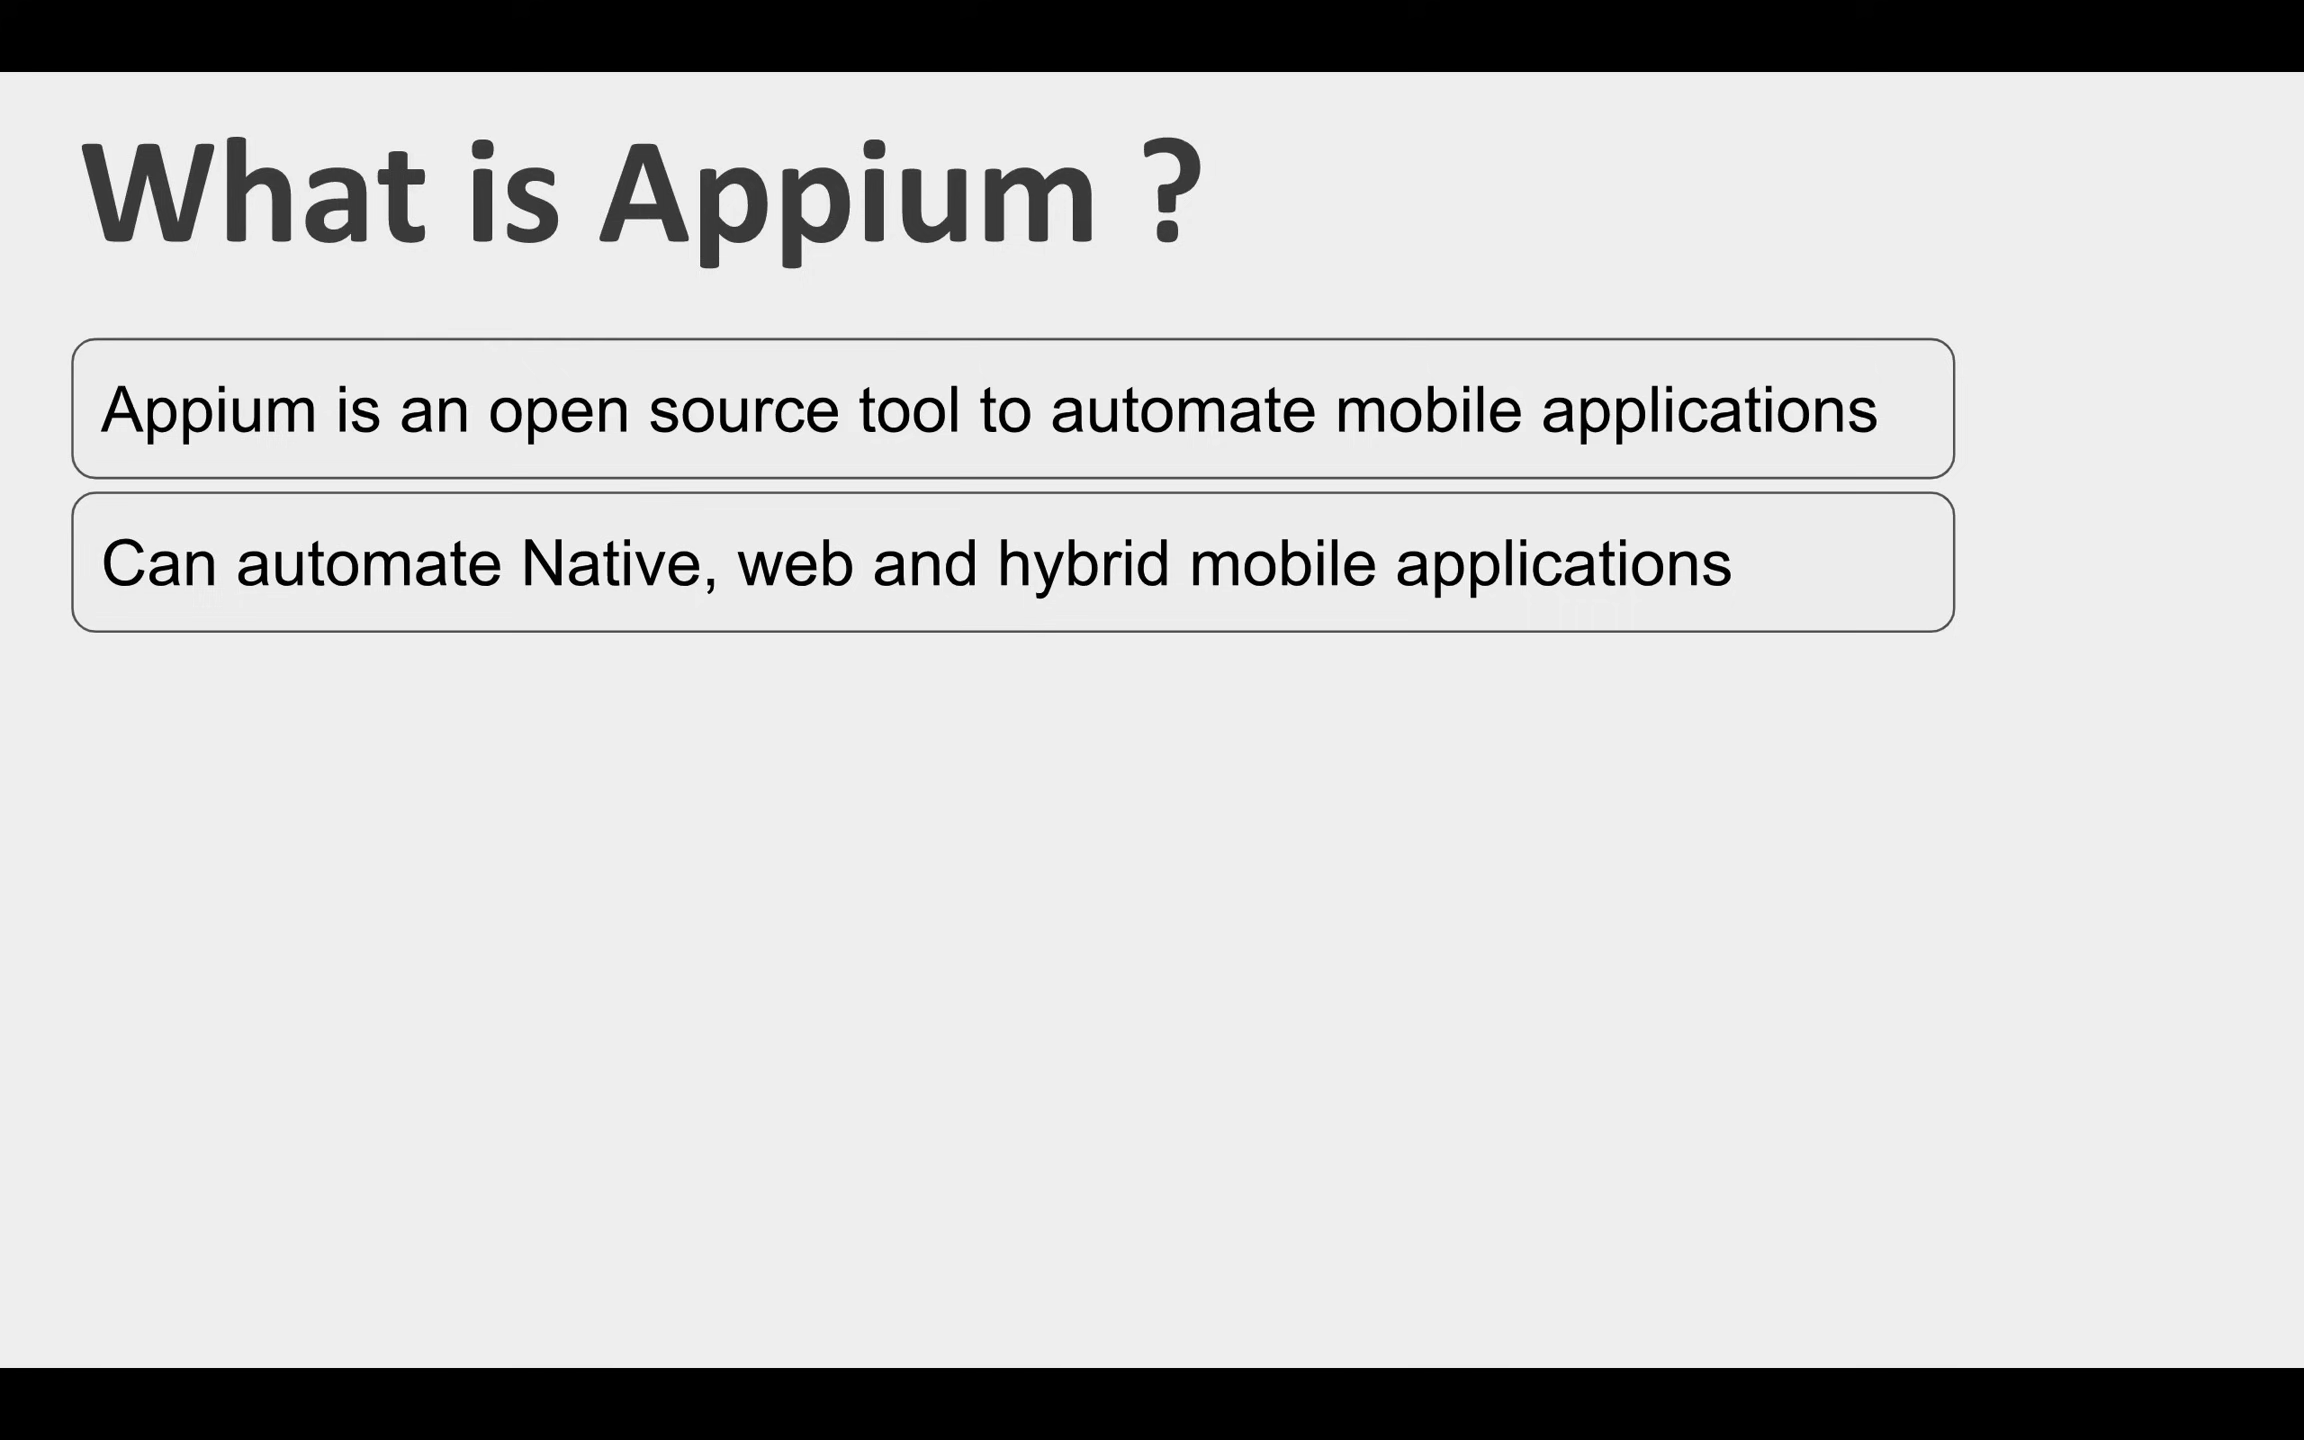 What is Appium ?
Appium is an open source tool to automate mobile applications
Can automate Native, web and hybrid mobile applications